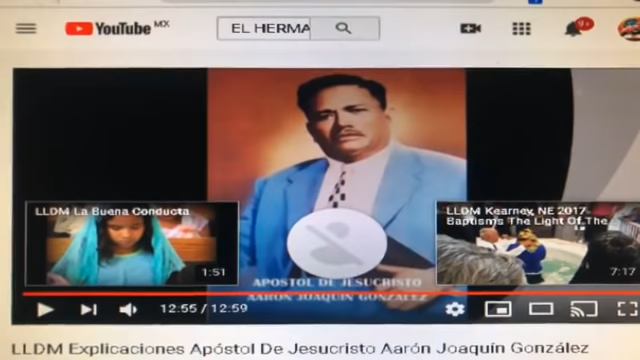 YouTube MX
EL HERMA
9+
LLDM La Buena Conducta
1:51
LLDM Kearney, NE 2017
Baptisms The Light Of The
7:17
APOSTOL DE JESUCRISTO
AARON JOAQUIN GONZALEZ
12:55 / 12:59
LLDM Explicaciones Apóstol De Jesucristo Aarón Joaquín González